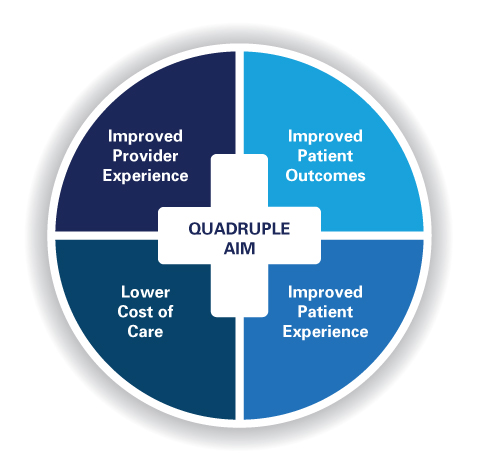 Improved
Provider
Experience
Improved
Patient
Outcomes
QUADRUPLE
AIM
Lower
Cost of
Care
Improved
Patient
Experience